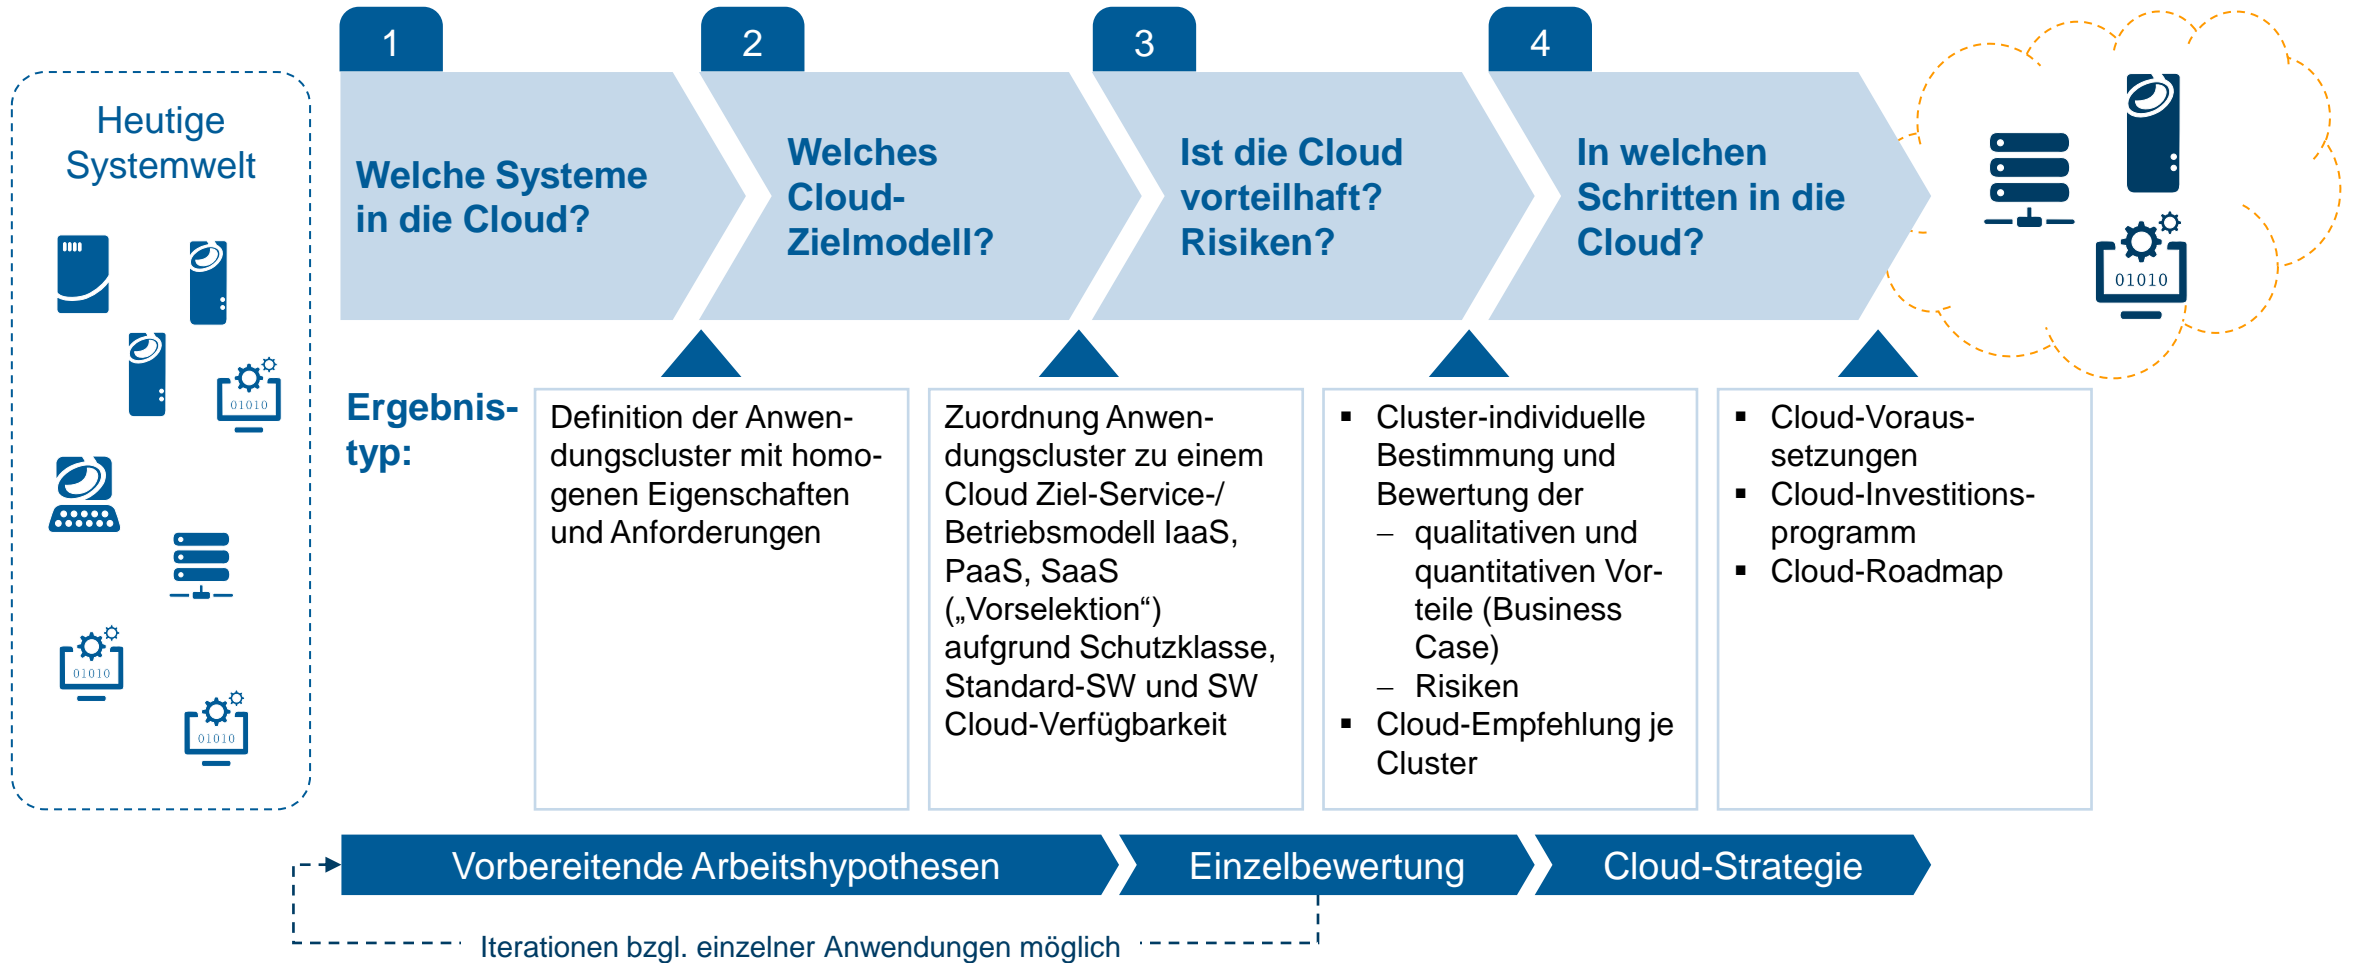 Heutige
Systemwelt
01010
01010
01010
1
Welche Systeme
in die Cloud?
2
Welches
Cloud-
Zielmodell?
3
Ist die Cloud
vorteilhaft?
Risiken?
4
In welchen
Schritten in die
Cloud?
01010
Ergebnis-
typ:
Definition der Anwen-
dungscluster mit homo-
genen Eigenschaften
und Anforderungen
Zuordnung Anwen-
dungscluster zu einem
Cloud Ziel-Service-/
Betriebsmodell IaaS,
PaaS, SaaS
(„Vorselektion“)
aufgrund Schutzklasse,
Standard-SW und SW
Cloud-Verfügbarkeit
▪ Cluster-individuelle
Bestimmung und
Bewertung der
– qualitativen und
quantitativen Vor-
teile (Business
Case)
– Risiken
▪ Cloud-Empfehlung je
Cluster
▪ Cloud-Voraus-
setzungen
▪ Cloud-Investitions-
programm
▪ Cloud-Roadmap
Vorbereitende Arbeitshypothesen
Einzelbewertung
Cloud-Strategie
Iterationen bzgl. einzelner Anwendungen möglich